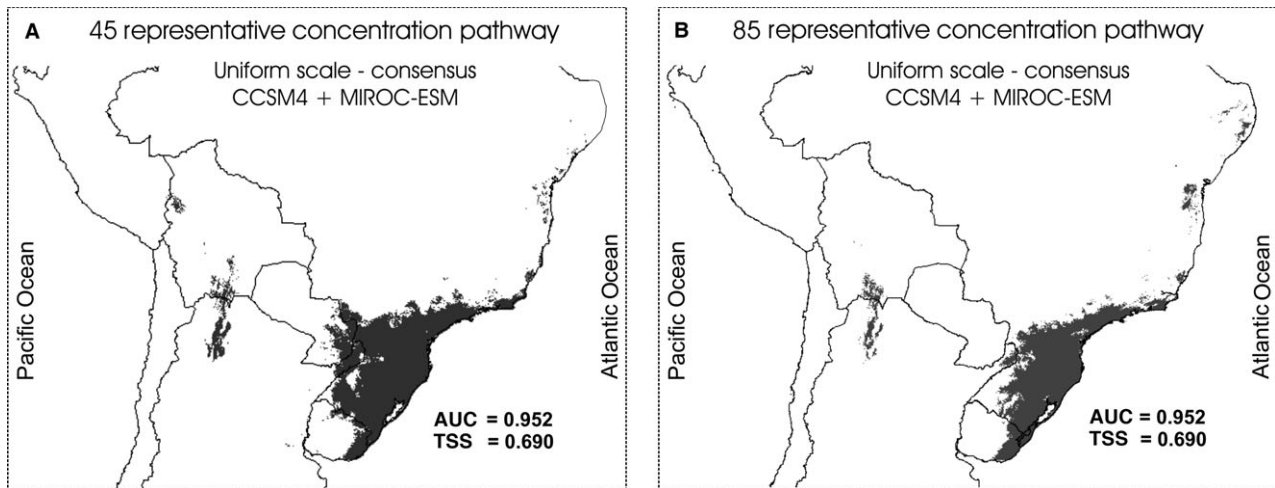 A 45 representative concentration pathway
Uniform scale - consensus
CCSM4 + MIROC-ESM
Pacific Ocean
Atlantic Ocean
AUC = 0.952
TSS = 0.690
B 85 representative concentration pathway
Uniform scale - consensus
CCSM4 + MIROC-ESM
Pacific Ocean
Atlantic Ocean
AUC = 0.952
TSS = 0.690